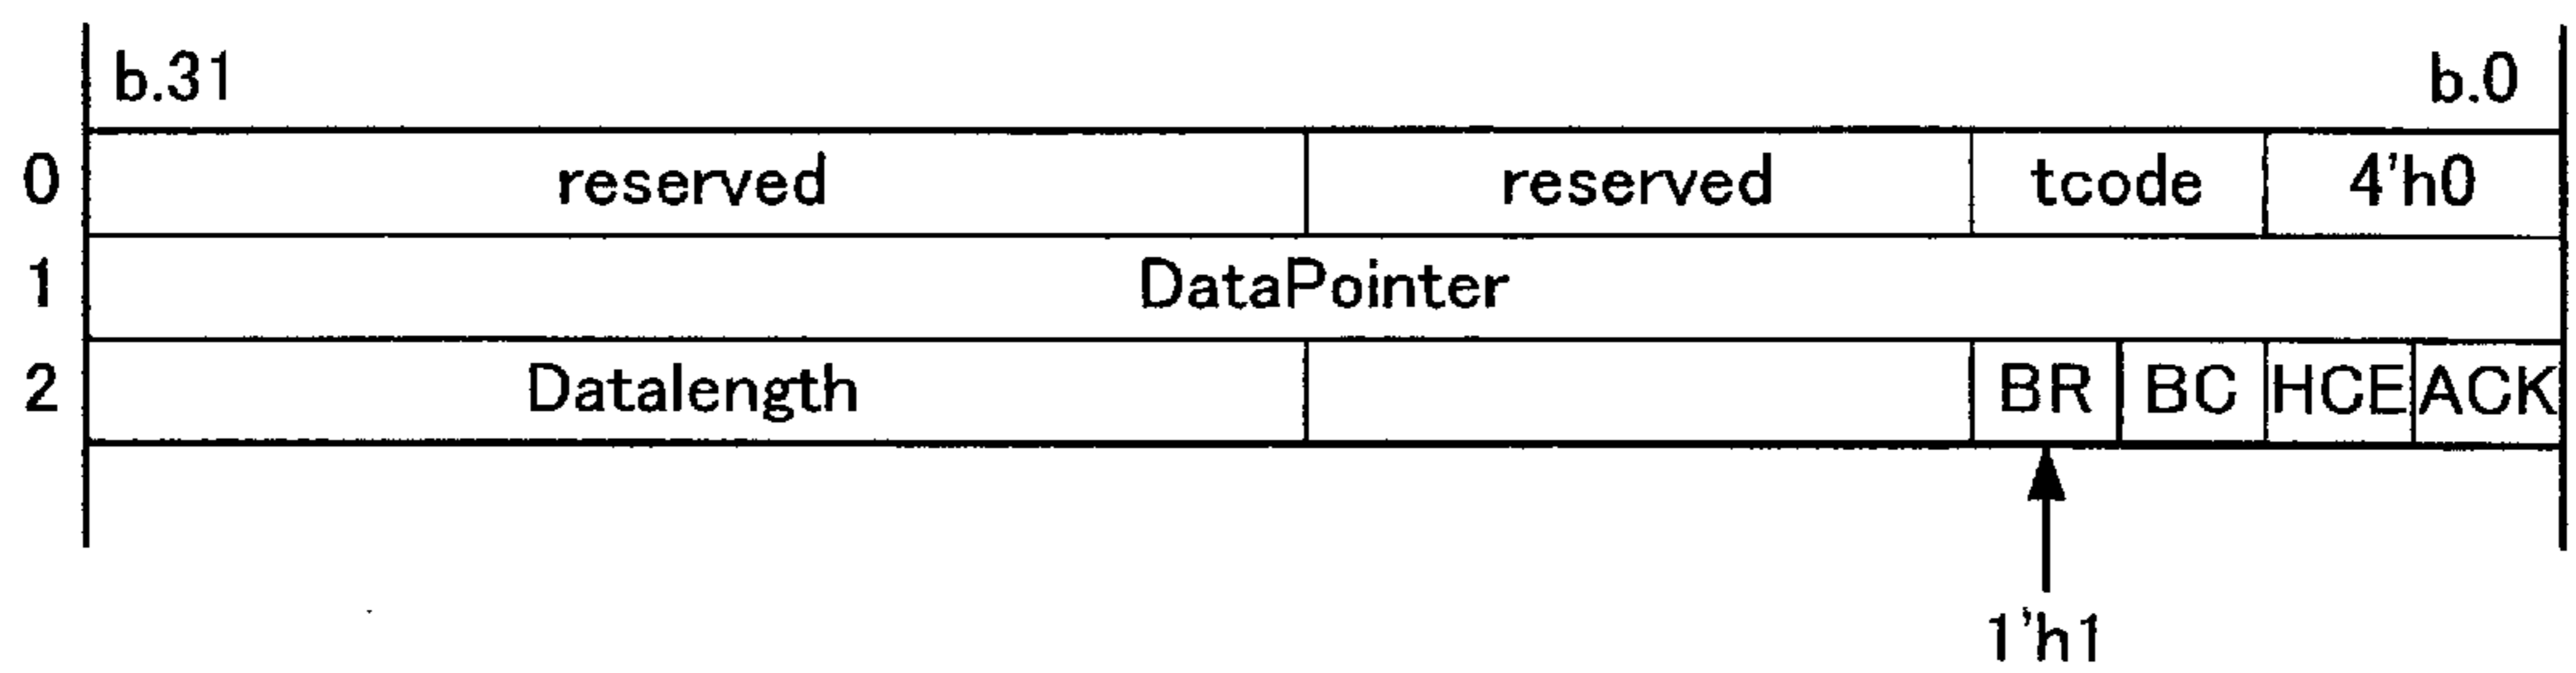 b.31 b.0
0 reserved reserved tcode 4'h0
1 DataPointer
2 Datalength BR BC HCE ACK
1'h1